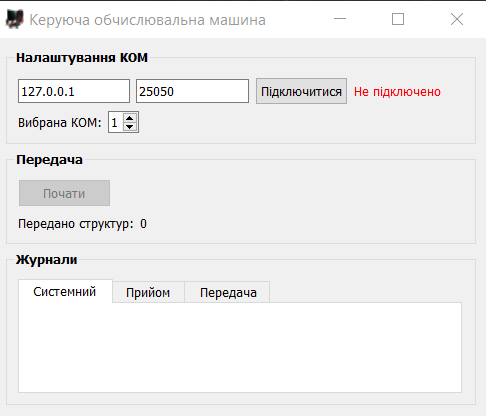 Керуюча обчислювальна машина
Налаштування КОМ
127.0.0.1 25050 Підключитися Не підключено
Вибрана КОМ: 1
Передача
Почати
Передано структур: 0
Журнали
Системний Прийом Передача